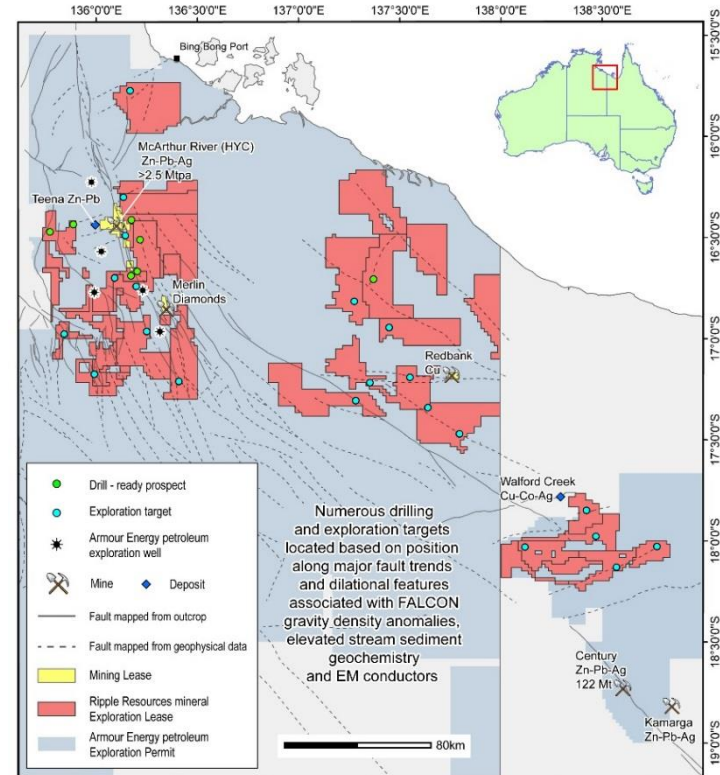 136°0'0"E
136°30'0"E
137°30'0"E
138°0'0"E
138°30'0"E
15°30'0"S
16°0'0"S
16°30'0"S
17°0'0"S
17°30'0"S
18°0'0"S
18°30'0"S
19°0'0"S
Bing Bong Port
McArthur River (HYC)
Zn-Pb-Ag
>2.5 Mtpa
Teena Zn-Pb
Merlin
Diamonds
Redbank
Cu
Walford Creek
Cu-Co-Ag
Century
Zn-Pb-Ag
122 Mt
Kamarga
Zn-Pb-Ag
Numerous drilling
and exploration targets
located based on position
along major fault trends
and dilational features
associated with FALCON
gravity density anomalies,
elevated stream sediment
geochemistry
and EM conductors
Drill - ready prospect
Exploration target
Armour Energy petroleum
exploration well
Mine
Deposit
Fault mapped from outcrop
Fault mapped from geophysical data
Mining Lease
Ripple Resources mineral
Exploration Lease
Armour Energy petroleum
Exploration Permit
80km